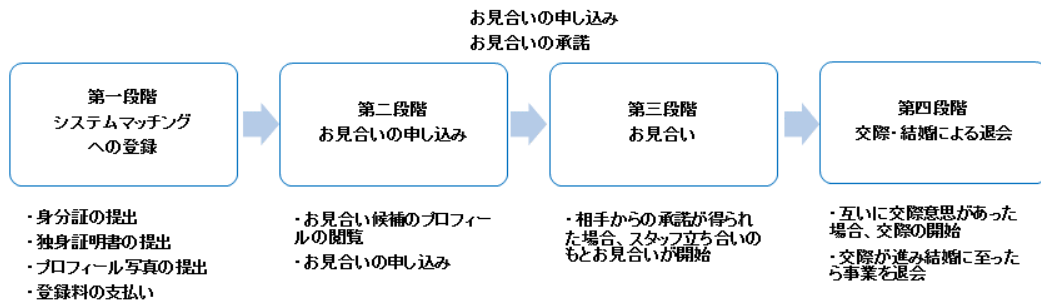 お見合いの申し込み
お見合いの承諾
第一段階
システムマッチング
への登録
第二段階
お見合いの申し込み
第三段階
お見合い
第四段階
交際・結婚による退会
・身分証の提出
・独身証明書の提出
・プロフィール写真の提出
・登録料の支払い
・お見合い候補のプロフィー
ルの閲覧
・お見合いの申し込み
・相手からの承諾が得られ
た場合、スタッフ立ち合いの
もとお見合いが開始
・互いに交際意思があった
場合、交際の開始
・交際が進み結婚に至った
ら事業を退会